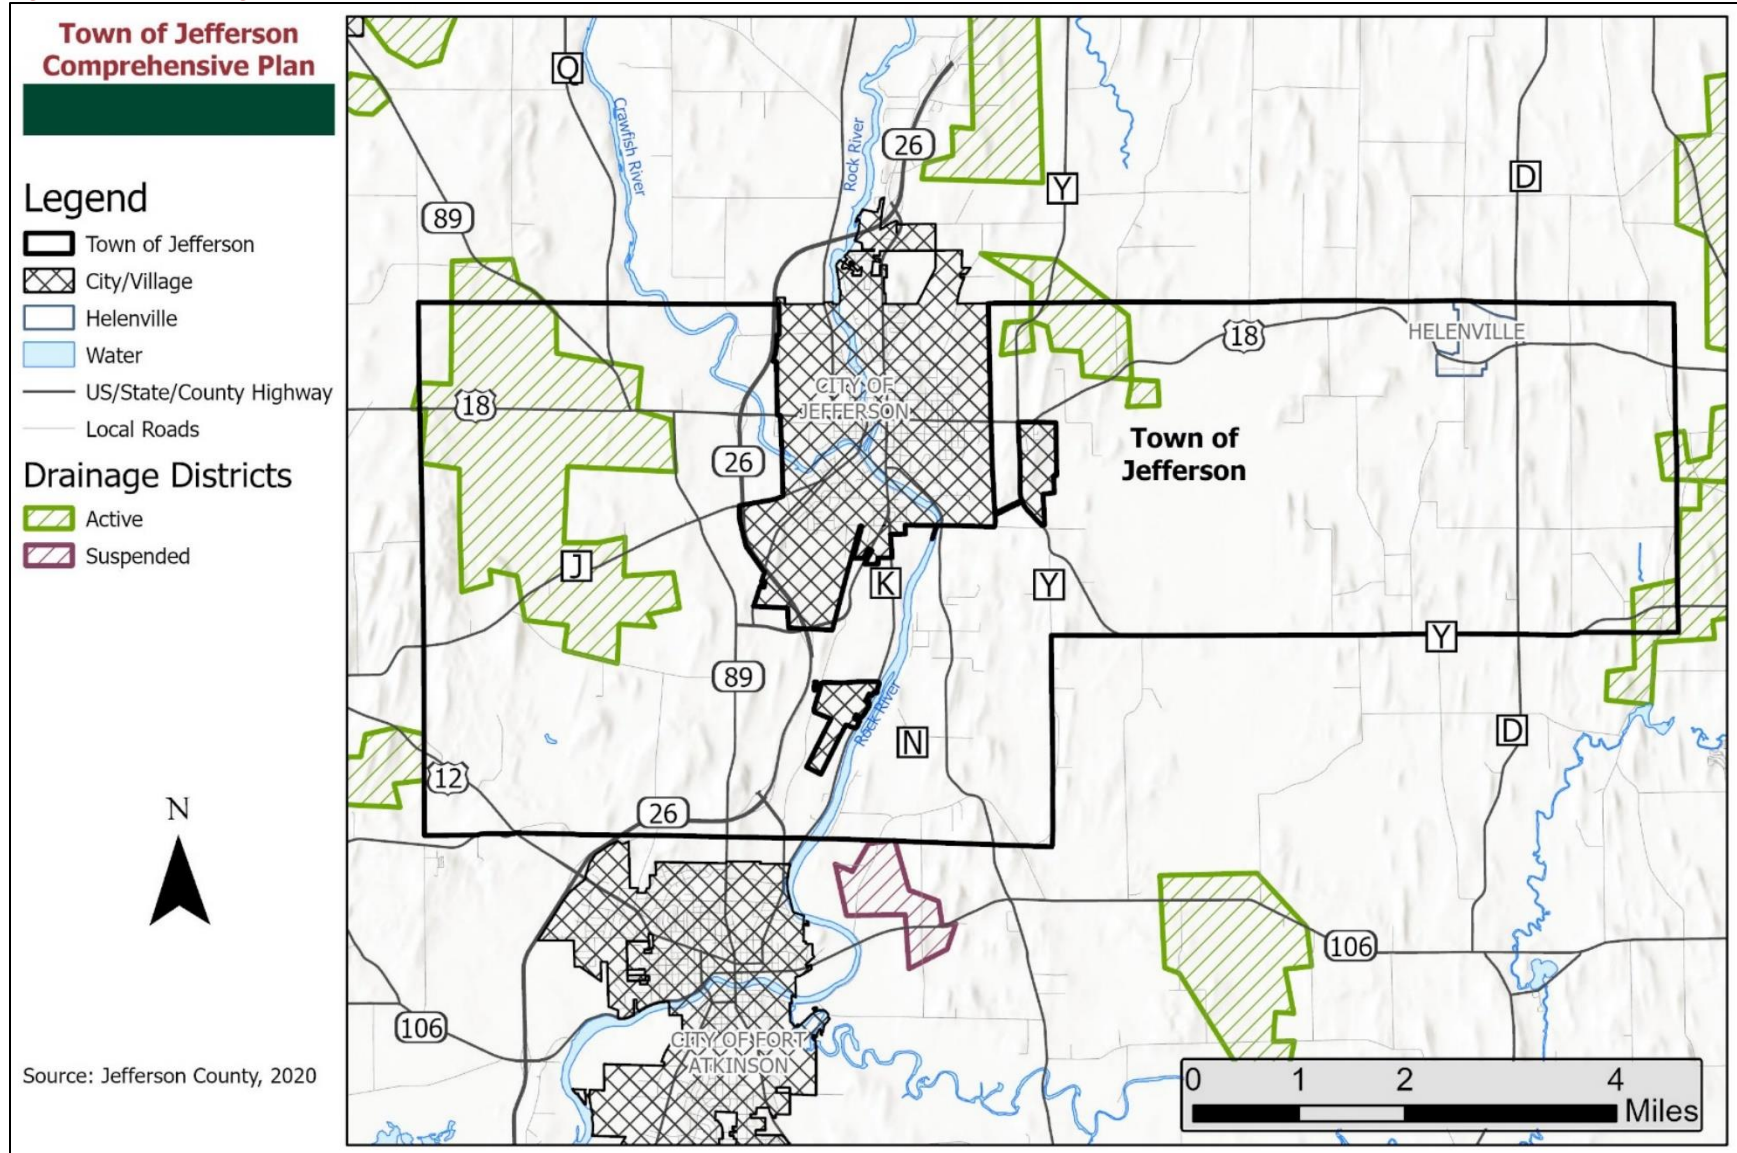 Town of Jefferson
Comprehensive Plan
Legend
Town of Jefferson
City/Village
Helenville
Water
US/State/County Highway
Local Roads
Drainage Districts
Active
Suspended
N
Source: Jefferson County, 2020
Q
Crawfish River
Rock River
26
89
Y
D
18
HELENVILLE
CITY OF
JEFFERSON
18
26
Town of
Jefferson
J
K
Y
Y
89
Rock River
N
D
12
26
106
106
CITY OF FORT
ATKINSON
0 1 2 4
Miles